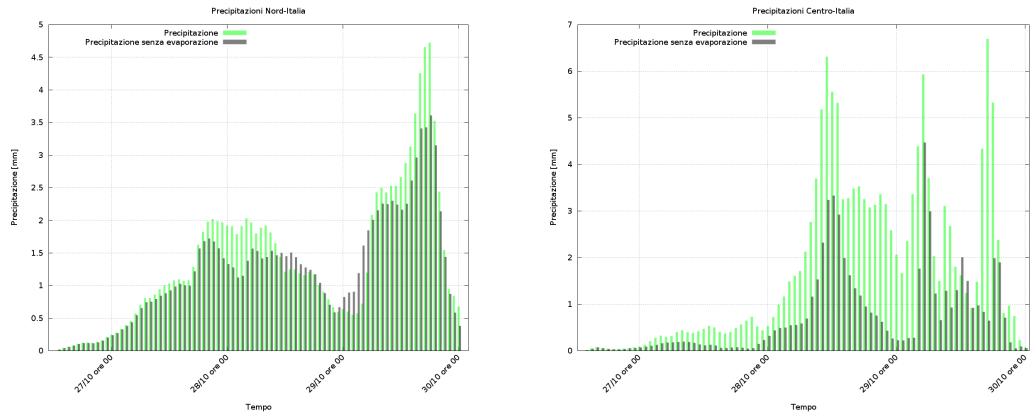 Precipitazioni Nord-Italia
Precipitazione
Precipitazione senza evaporazione
5
4.5
4
3.5
3
2.5
2
1.5
1
0.5
0
Precipitazione [mm]
27/10 ore 00
28/10 ore 00
29/10 ore 00
30/10 ore 00
Tempo
Precipitazioni Centro-Italia
Precipitazione
Precipitazione senza evaporazione
7
6
5
4
3
2
1
0
Precipitazione [mm]
27/10 ore 00
28/10 ore 00
29/10 ore 00
30/10 ore 00
Tempo